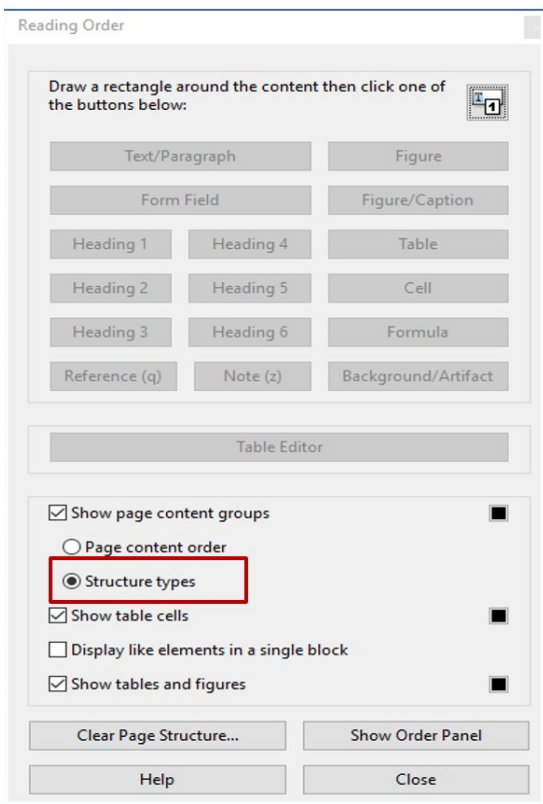 Reading Order
x
Draw a rectangle around the content then click one of
the buttons below:
T
1
Text/Paragraph
Figure
Form Field
Figure/Caption
Heading 1
Heading 4
Table
Heading 2
Heading 5
Cell
Heading 3
Heading 6
Formula
Reference (q)
Note (z)
Background/Artifact
Table Editor
Show page content groups
Page content order
Structure types
Show table cells
Display like elements in a single block
Show tables and figures
Clear Page Structure...
Show Order Panel
Help
Close